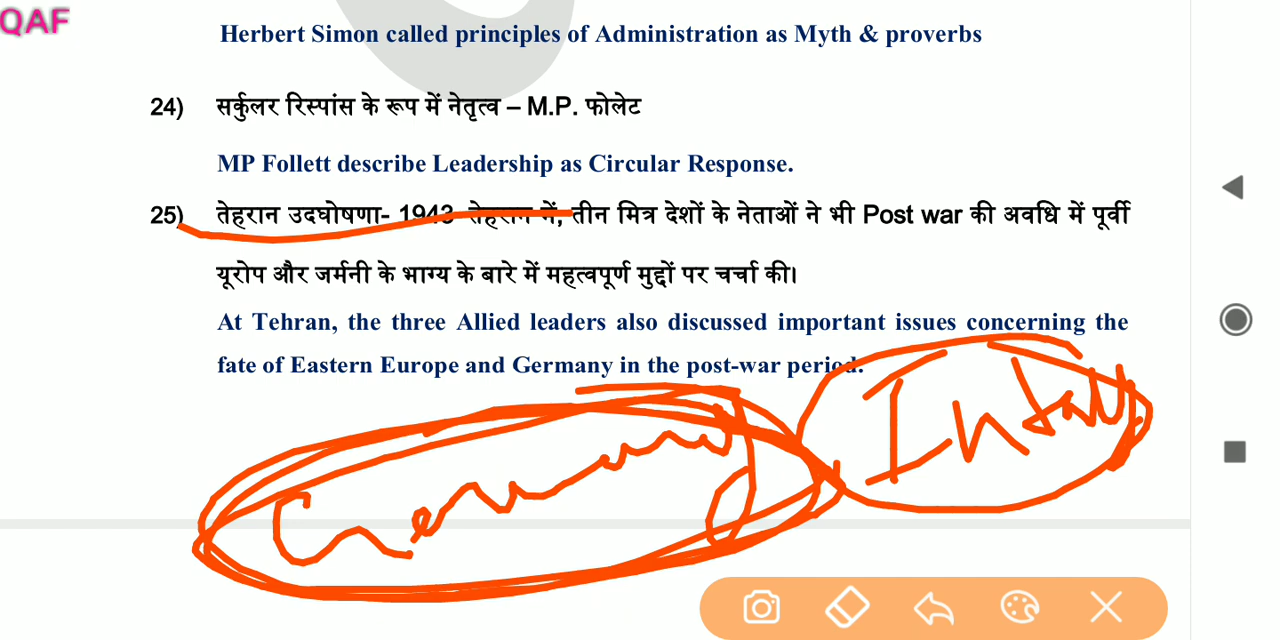 QAF
Herbert Simon called principles of Administration as Myth & proverbs
24) सर्कुलर रिस्पांस के रूप में नेतृत्व – M.P. फोलेट
MP Follett describe Leadership as Circular Response.
25) तेहरान उदघोषणा- 1943 तेहरान में, तीन मित्र देशों के नेताओं ने भी Post war की अवधि में पूर्वी
यूरोप और जर्मनी के भाग्य के बारे में महत्वपूर्ण मुद्दों पर चर्चा की।
At Tehran, the three Allied leaders also discussed important issues concerning the
fate of Eastern Europe and Germany in the post-war period.
Germany